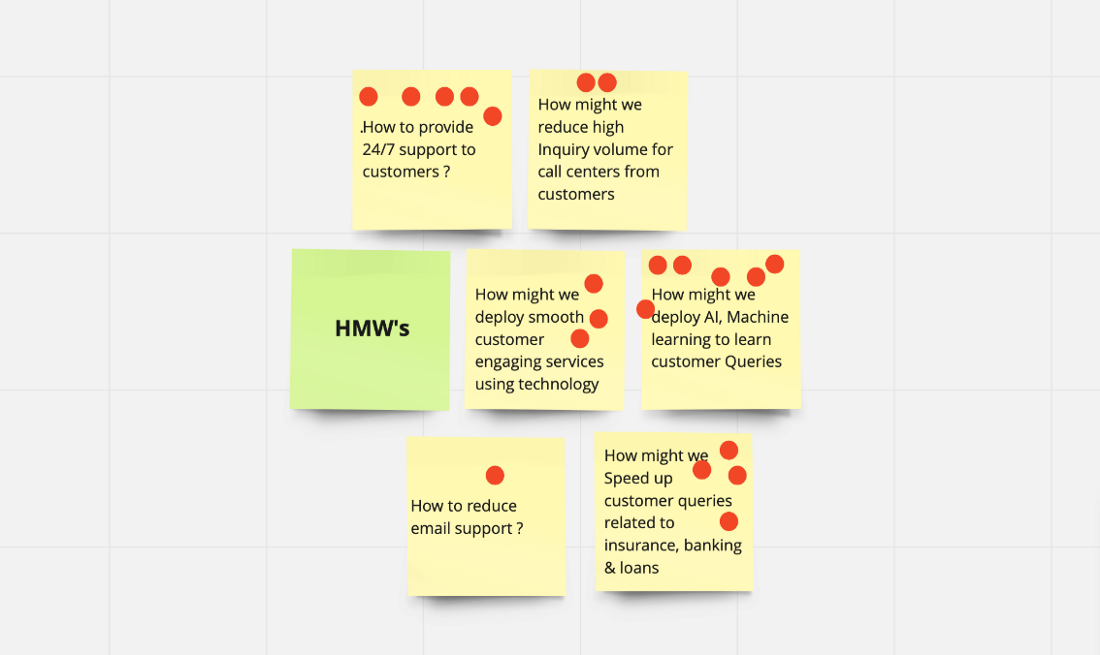 .How to provide
24/7 support to
customers ?
How might we
reduce high
Inquiry volume for
call centers from
customers
HMW's
How might we
deploy smooth
customer
engaging services
using technology
How might we
deploy AI, Machine
learning to learn
customer Queries
How to reduce
email support ?
How might we
Speed up
customer queries
related to
insurance, banking
& loans